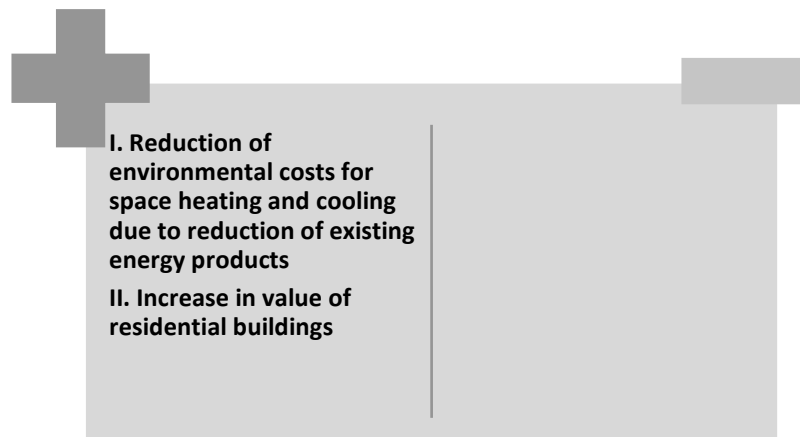 I. Reduction of
environmental costs for
space heating and cooling
due to reduction of existing
energy products
II. Increase in value of
residential buildings